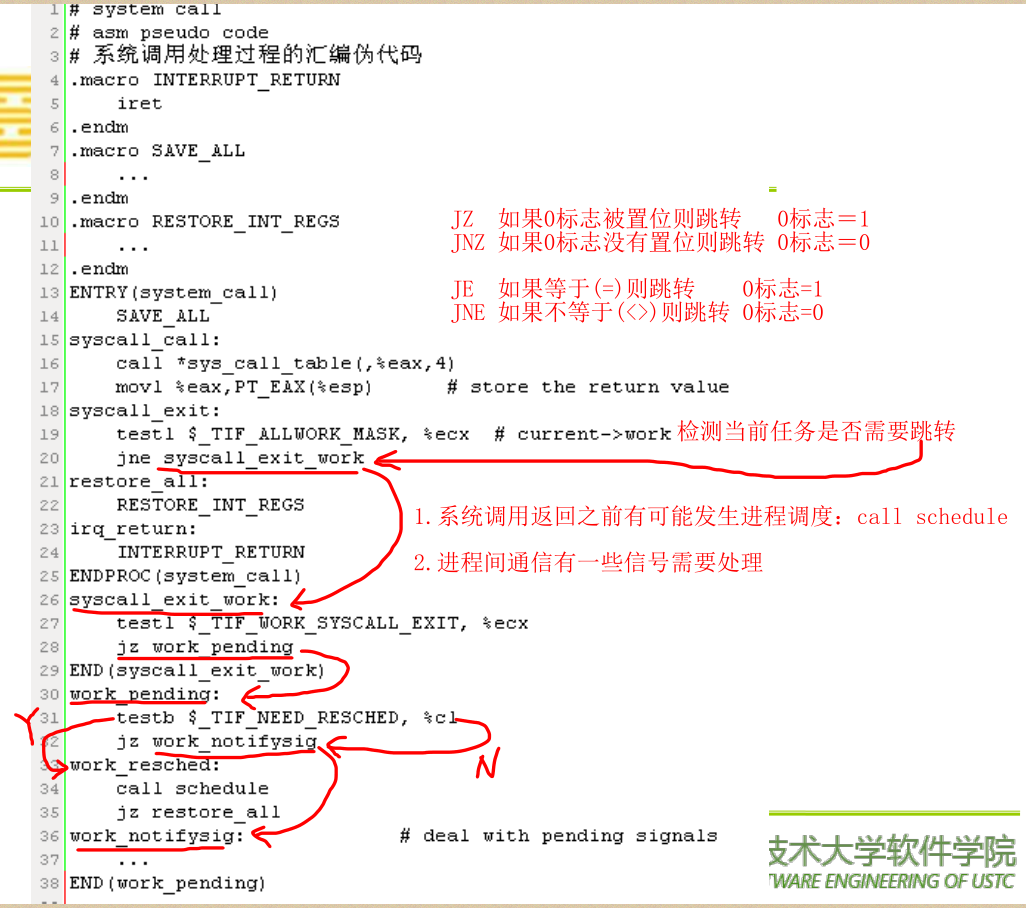 1 # system call
2 # asm pseudo code
3 # 系统调用处理过程的汇编伪代码
4 .macro INTERRUPT_RETURN
5 iret
6 .endm
7 .macro SAVE_ALL
8 ...
9 .endm
10 .macro RESTORE_INT_REGS JZ 如果0标志被置位则跳转 0标志=1
11 ... JNZ 如果0标志没有置位则跳转 0标志=0
12 .endm
13 ENTRY(system_call) JE 如果等于(=)则跳转 0标志=1
14 SAVE_ALL JNE 如果不等于(<>)则跳转 0标志=0
15 syscall_call:
16 call *sys_call_table(,%eax,4)
17 movl %eax,PT_EAX(%esp) # store the return value
18 syscall_exit:
19 testl $_TIF_ALLWORK_MASK, %ecx # current->work 检测当前任务是否需要跳转
20 jne syscall_exit_work
21 restore_all:
22 RESTORE_INT_REGS 1.系统调用返回之前有可能发生进程调度: call schedule
23 irq_return:
24 INTERRUPT_RETURN 2.进程间通信有一些信号需要处理
25 ENDPROC(system_call)
26 syscall_exit_work:
27 testl $_TIF_WORK_SYSCALL_EXIT, %ecx
28 jz work_pending
29 END(syscall_exit_work)
30 work_pending:
Y 31 testb $_TIF_NEED_RESCHED, %cl
32 jz work_notifysig
33 work_resched: N
34 call schedule
35 jz restore_all
36 work_notifysig: # deal with pending signals
37 ... 技术大学软件学院
38 END(work_pending) WARE ENGINEERING OF USTC